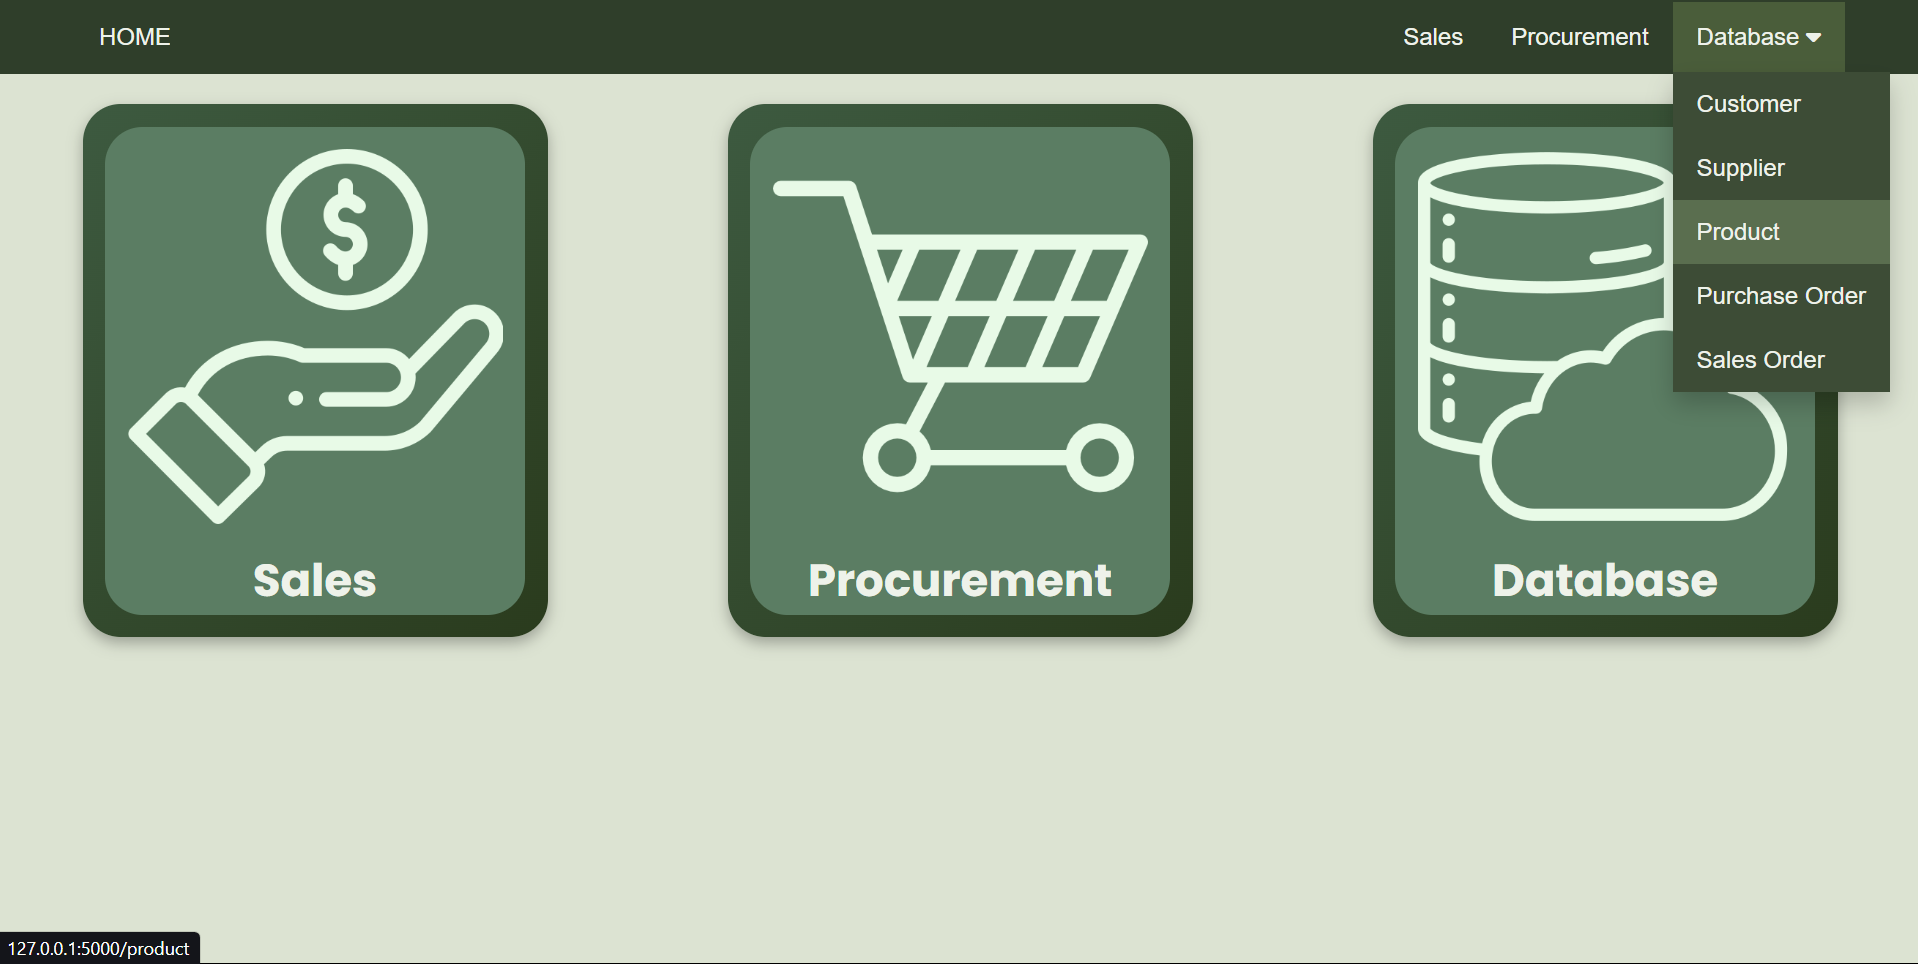 HOME
Sales
Procurement
Database
Customer
Supplier
Product
Purchase Order
Sales Order
$
Sales
Procurement
Database
127.0.0.1:5000/product